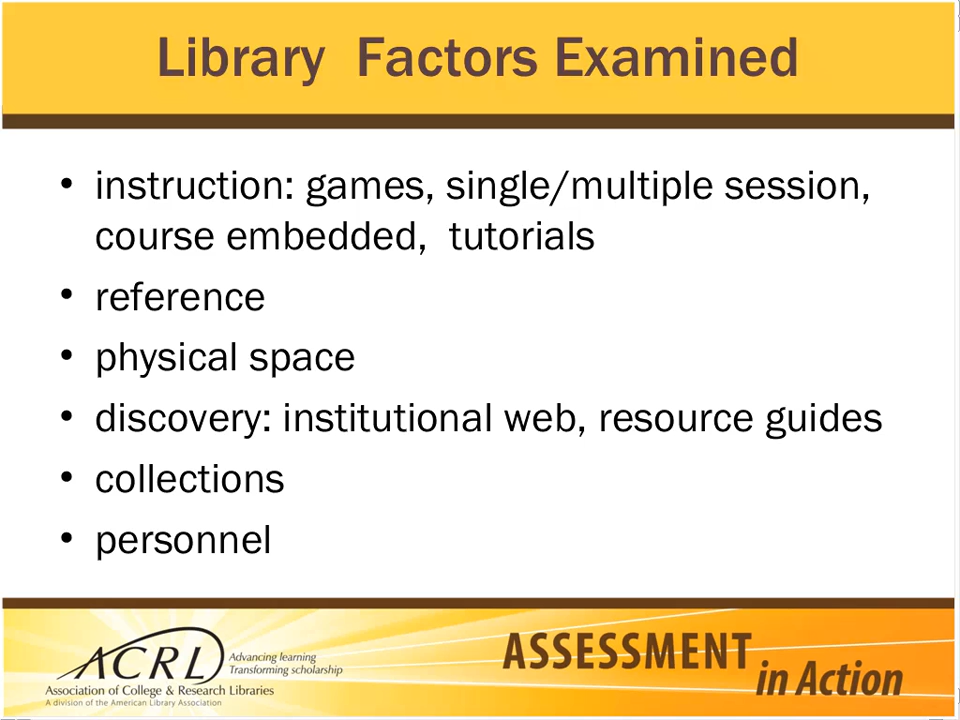 Library  Factors Examined
• instruction: games, single/multiple session,
course embedded,  tutorials
• reference
• physical space
• discovery: institutional web, resource guides
• collections
• personnel
ACRL
Advancing learning
Transforming scholarship
Association of College & Research Libraries
A division of the American Library Association
ASSESSMENT
in Action